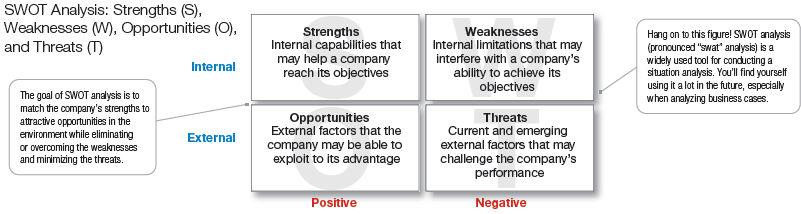 SWOT Analysis: Strengths (S),
Weaknesses (W), Opportunities (O),
and Threats (T)
Internal
External
The goal of SWOT analysis is to
match the company's strengths to
attractive opportunities in the
environment while eliminating
or overcoming the weaknesses
and minimizing the threats.
S
Strengths
Internal capabilities that
may help a company
reach its objectives
W
Weaknesses
Internal limitations that may
interfere with a company's
ability to achieve its
objectives
O
Opportunities
External factors that the
company may be able to
exploit to its advantage
T
Threats
Current and emerging
external factors that may
challenge the company's
performance
Positive
Negative
Hang on to this figure! SWOT analysis
(pronounced "swat" analysis) is a
widely used tool for conducting a
situation analysis. You'll find yourself
using it a lot in the future, especially
when analyzing business cases.